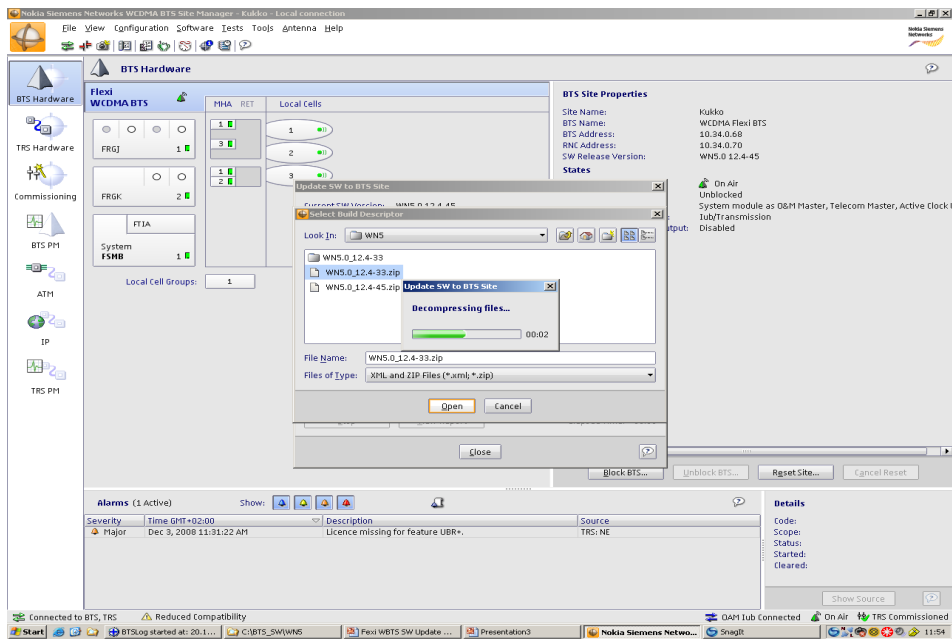 Nokia Siemens Networks WCDMA BTS Site Manager - Kukko - Local connection
File View Configuration Software Tests Tools Antenna Help
Nokia Siemens
Networks
BTS Hardware
BTS Hardware
TRS Hardware
Commissioning
BTS PM
ATM
IP
TRS PM
Flexi
WCDMA BTS
MHA RET Local Cells
FRGJ 1
FRGK 2
FTIA
System
FSMB 1
1
3
1
2
1
2
3
Local Cell Groups: 1
BTS Site Properties
Site Name: Kukko
BTS Name: WCDMA Flexi BTS
BTS Address: 10.34.0.68
RNC Address: 10.34.0.70
SW Release Version: WN5.0 12.4-45
States
On Air
Unblocked
System module as O&M Master, Telecom Master, Active Clock
Iub/Transmission
Disabled
Update SW to BTS Site
Current SW Version: WN5.0 12.4-45
Select Build Descriptor
Look In: WN5
WN5.0_12.4-33
WN5.0_12.4-33.zip
WN5.0_12.4-45.zip
Update SW to BTS Site
Decompressing files...
00:02
File Name: WN5.0_12.4-33.zip
Files of Type: XML and ZIP Files (*.xml; *.zip)
Open Cancel
Close
Block BTS... Unblock BTS... Reset Site... Cancel Reset
Alarms (1 Active) Show:
Severity Time GMT+02:00 Description Source
Major Dec 3, 2008 11:31:22 AM Licence missing for feature UBR+. TRS: NE
Details
Code:
Scope:
Status:
Started:
Cleared:
Show Source
Connected to BTS, TRS Reduced Compatibility OAM Iub Connected On Air TRS Commissioned
Start BTSLog started at: 20.1... C:\BTS_SW\WN5 Fexi WBTS SW Update ... Presentation3 Nokia Siemens Netwo... SnagIt 11:54